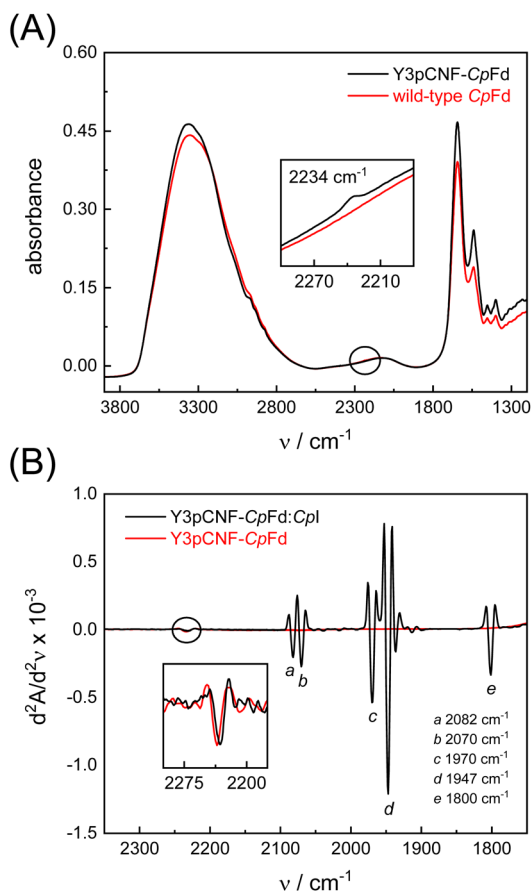 (A)
0.60
0.45
0.30
0.15
0.00
absorbance
Y3pCNF-CpFd
wild-type CpFd
2234 cm-1
2270 2210
3800 3300 2800 2300 1800 1300
ν / cm-1
(B)
1.0
0.5
0.0
-0.5
-1.0
-1.5
d²A/d²ν x 10-3
Y3pCNF-CpFd:CpI
Y3pCNF-CpFd
a
b
c
d
e
2275 2200
a 2082 cm-1
b 2070 cm-1
c 1970 cm-1
d 1947 cm-1
e 1800 cm-1
2300 2200 2100 2000 1900 1800
ν / cm-1